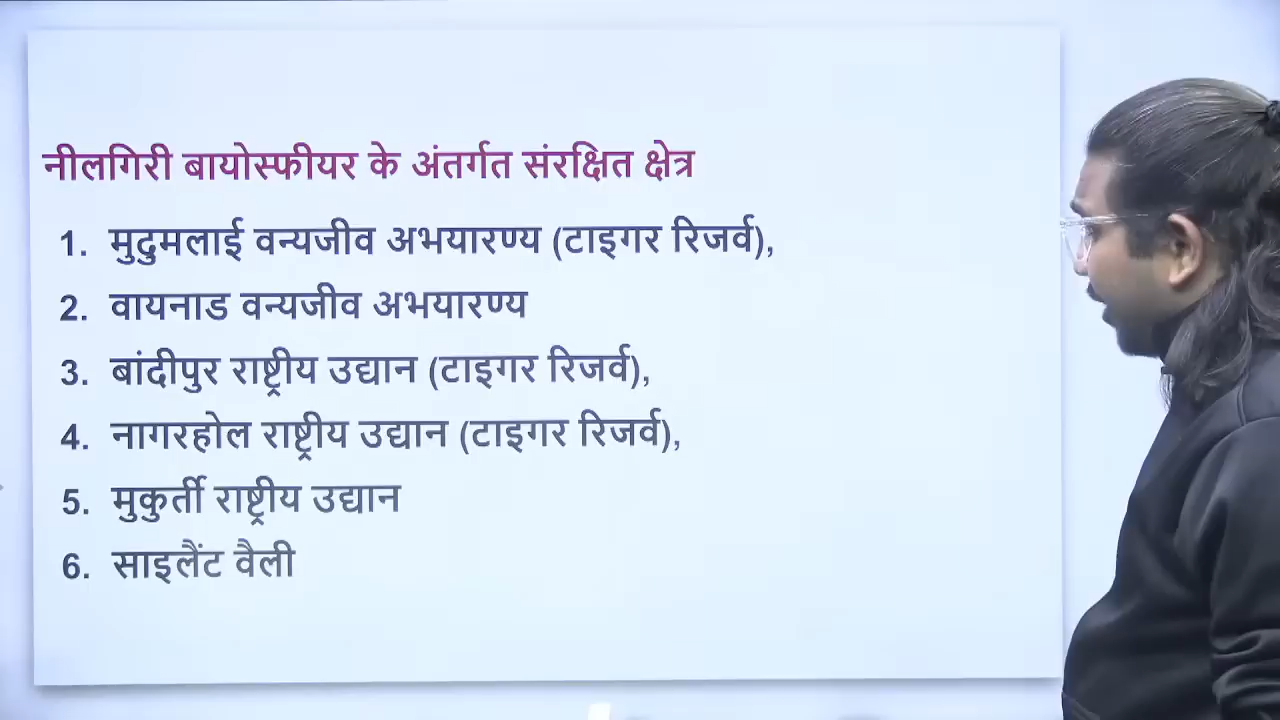 नीलगिरी बायोस्फीयर के अंतर्गत संरक्षित क्षेत्र
1. मुदुमलाई वन्यजीव अभयारण्य (टाइगर रिजर्व),
2. वायनाड वन्यजीव अभयारण्य
3. बांदीपुर राष्ट्रीय उद्यान (टाइगर रिजर्व),
4. नागरहोल राष्ट्रीय उद्यान (टाइगर रिजर्व),
5. मुकुर्ती राष्ट्रीय उद्यान
6. साइलैंट वैली